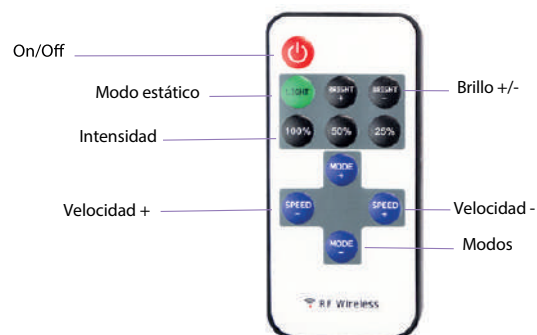 On/Off
Modo estático
LIGHT
BRIGHT
+
BRIGHT
-
Brillo +/-
Intensidad
100%
50%
25%
MODE
+
Velocidad +
SPEED
-
SPEED
+
Velocidad -
MODE
-
Modos
RF Wireless